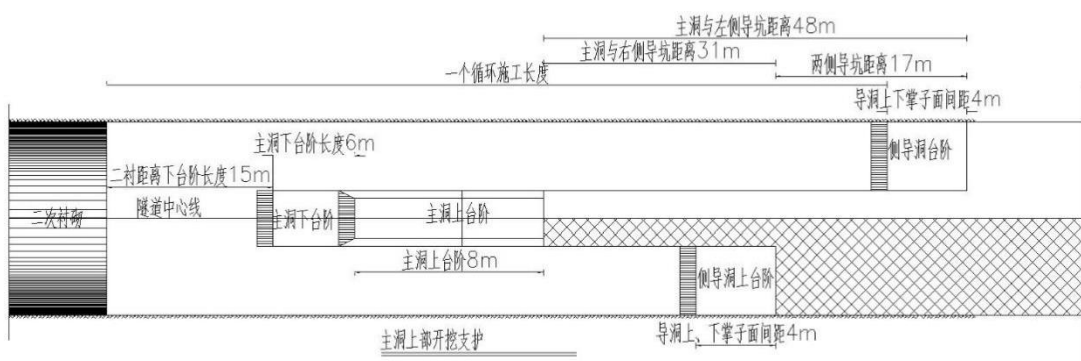 主洞与左侧导坑距离48m
主洞与右侧导坑距离31m
两侧导坑距离17m
一个循环施工长度
导洞上下掌子面间距4m
主洞下台阶长度6m
侧导洞台阶
二衬距离下台阶长度15m
二次衬砌
隧道中心线
主洞下台阶
主洞上台阶
主洞上台阶8m
侧导洞上台阶
导洞上、下掌子面间距4m
主洞上部开挖支护